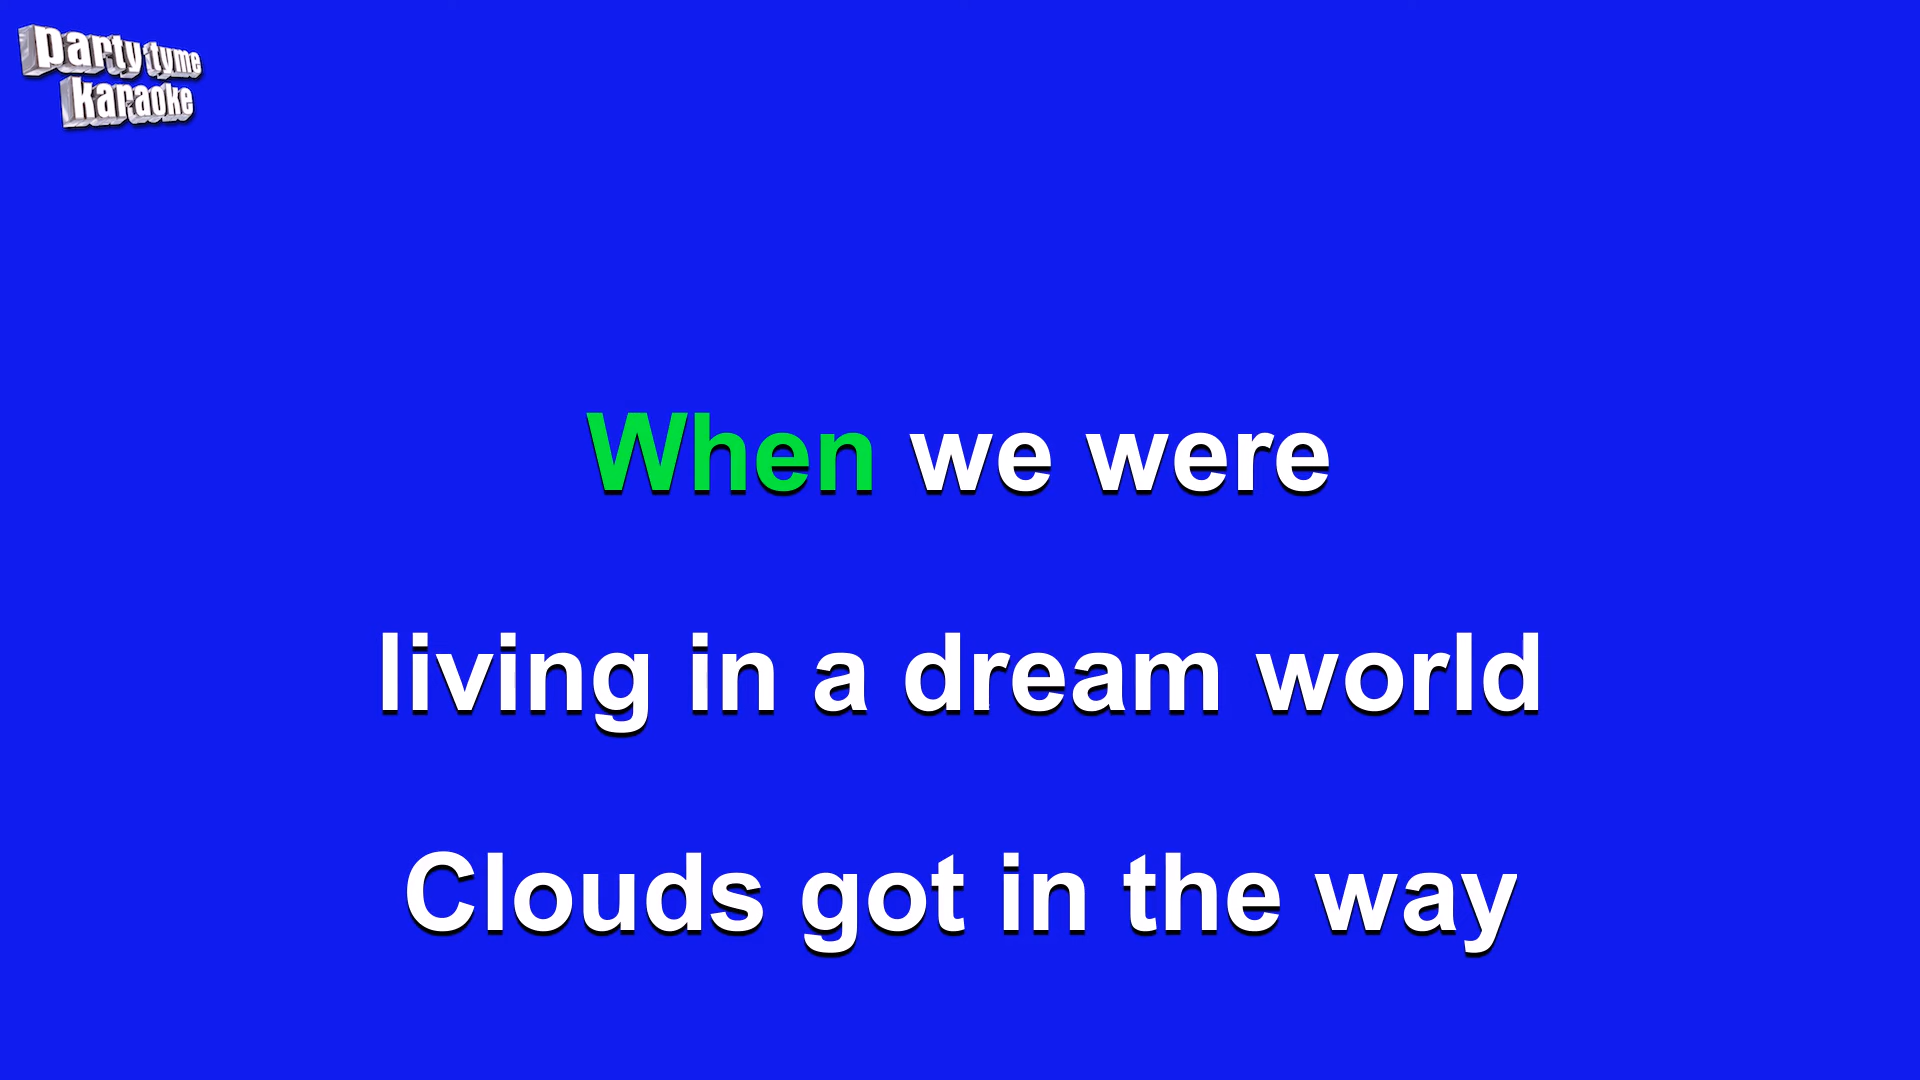 party tyme
karaoke
When we were
living in a dream world
Clouds got in the way